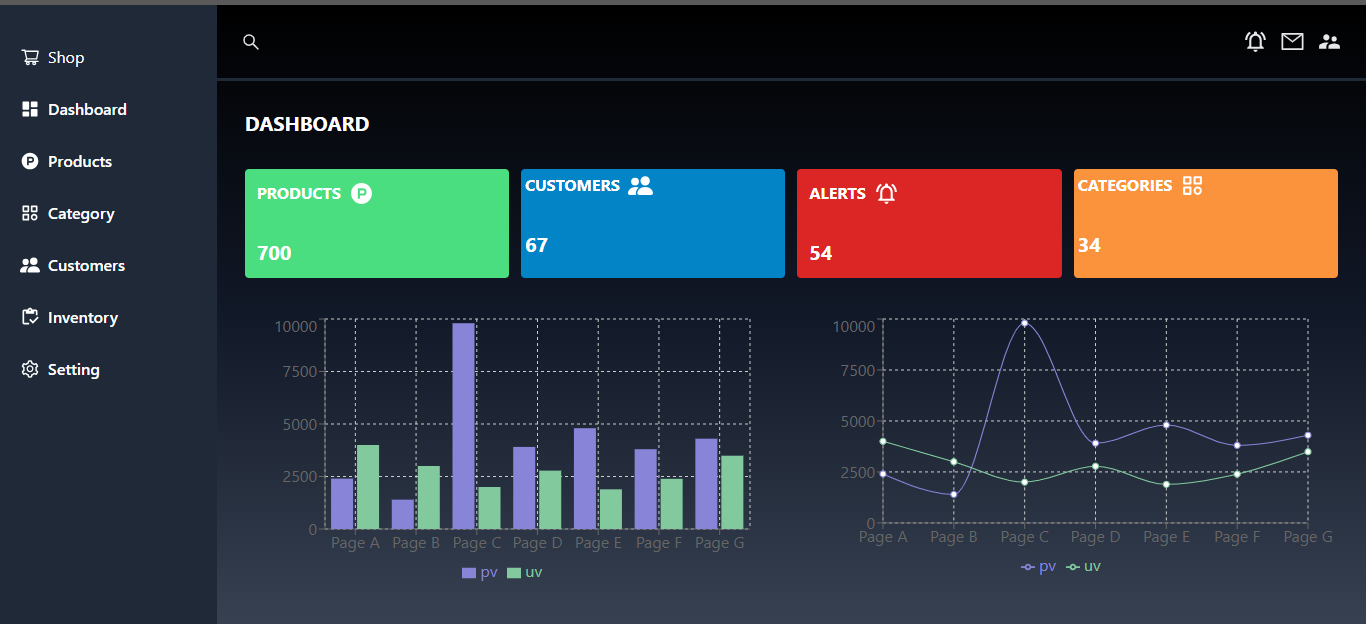 Shop
Dashboard
Products
Category
Customers
Inventory
Setting
DASHBOARD
PRODUCTS P
700
CUSTOMERS
67
ALERTS
54
CATEGORIES
34
10000
7500
5000
2500
0
Page A Page B Page C Page D Page E Page F Page G
pv uv
10000
7500
5000
2500
0
Page A Page B Page C Page D Page E Page F Page G
pv uv